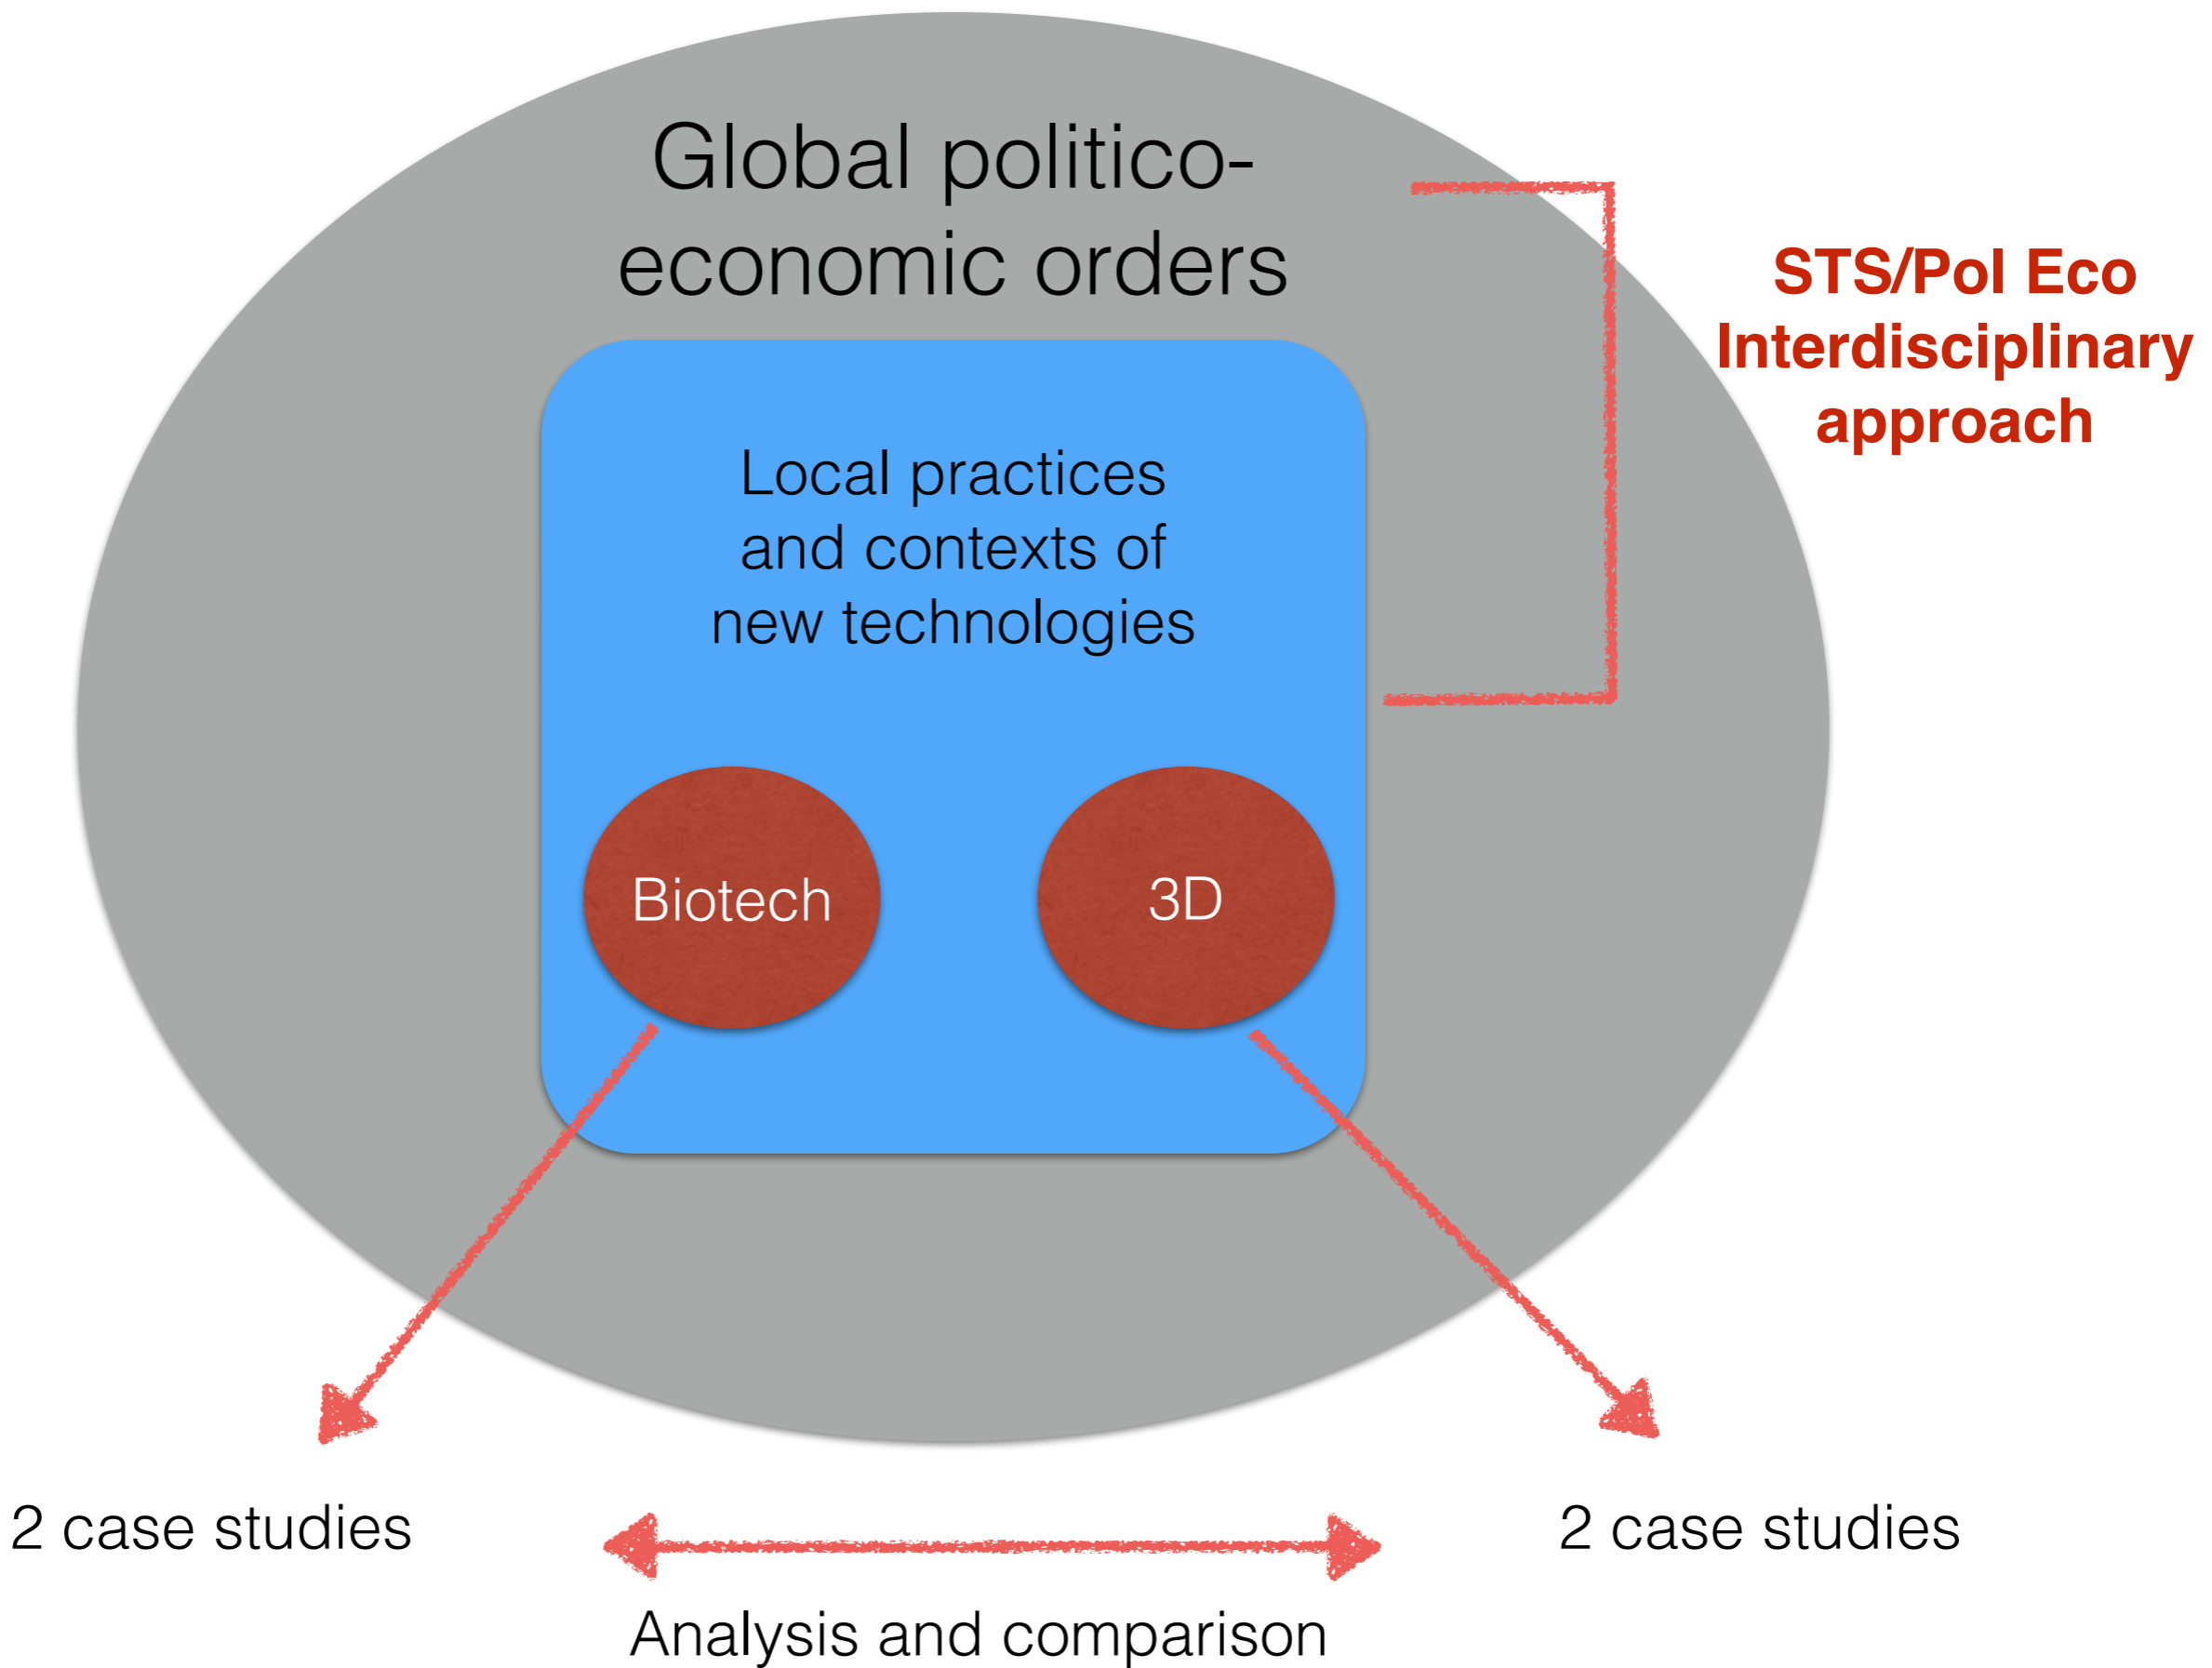 Global politico-
economic orders
STS/Pol Eco
Interdisciplinary
approach
Local practices
and contexts of
new technologies
Biotech
3D
2 case studies
2 case studies
Analysis and comparison